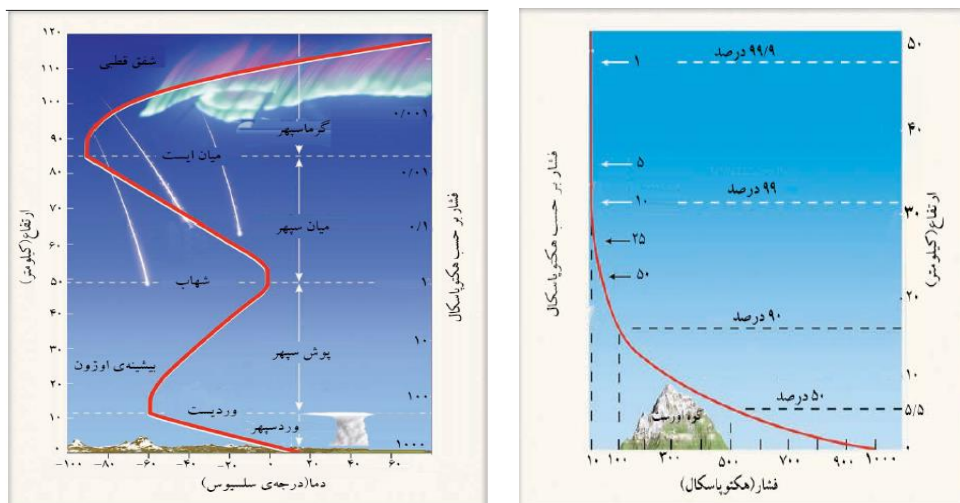 ۱۲۰
۱۱۰
۱۰۰
۹۰
۸۰
۷۰
۶۰
۵۰
۴۰
۳۰
۲۰
۱۰
۰
ارتفاع(کیلومتر)
شفق قطبی
گرماسپهر
میان ایست
میان سپهر
شهاب
پوش سپهر
بیشینه‌ی اوزون
وردیست
وردسپهر
۰/۰۰۱
۰/۰۱
۰/۱
۱
۱۰
۱۰۰
۱۰۰۰
فشار بر حسب هکتوپاسکال
−۱۰۰ −۸۰ −۶۰ −۴۰ −۲۰ ۰ ۲۰ ۴۰ ۶۰
دما(درجه‌ی سلسیوس)
۹۹/۹ درصد
۱
۵
۹۹ درصد
۱۰
۲۵
۵۰
۹۰ درصد
۵۰ درصد
کوه اورست
فشار بر حسب هکتوپاسکال
۵۰
۴۰
۳۰
۲۰
۱۰
۵/۵
۰
ارتفاع(کیلومتر)
۱۰ ۱۰۰ ۳۰۰ ۵۰۰ ۷۰۰ ۹۰۰ ۱۰۰۰
فشار(هکتوپاسکال)